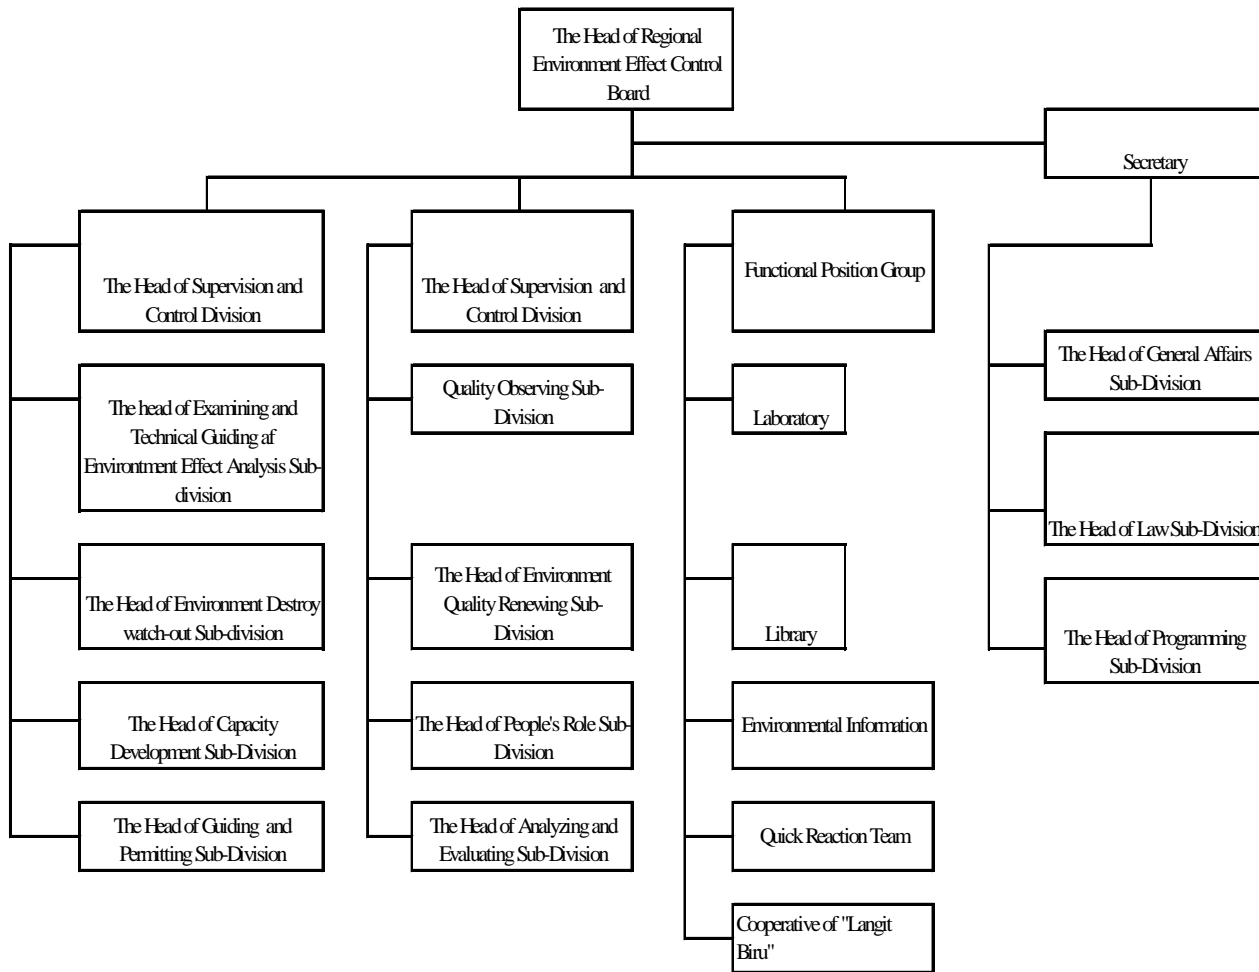 The Head of Regional
Environment Effect Control
Board
Secretary
The Head of Supervision and
Control Division
The Head of Supervision and
Control Division
Functional Position Group
The head of Examining and
Technical Guiding af
Environtment Effect Analysis Sub-
division
Quality Observing Sub-
Division
Laboratory
The Head of General Affairs
Sub-Division
The Head of Law Sub-Division
The Head of Environment Destroy
watch-out Sub-division
The Head of Environment
Quality Renewing Sub-
Division
Library
The Head of Programming
Sub-Division
The Head of Capacity
Development Sub-Division
The Head of People's Role Sub-
Division
Environmental Information
The Head of Guiding and
Permitting Sub-Division
The Head of Analyzing and
Evaluating Sub-Division
Quick Reaction Team
Cooperative of "Langit
Biru"